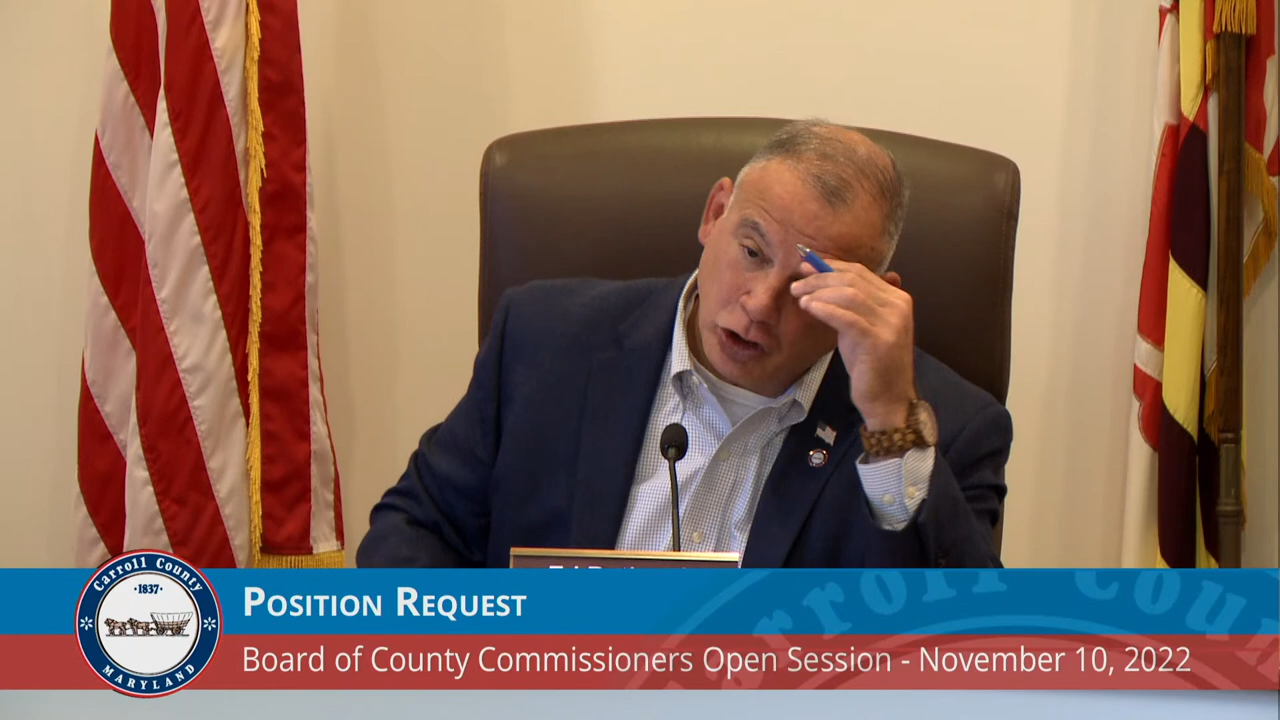 Carroll County
·1837·
MARYLAND
POSITION REQUEST
Board of County Commissioners Open Session - November 10, 2022